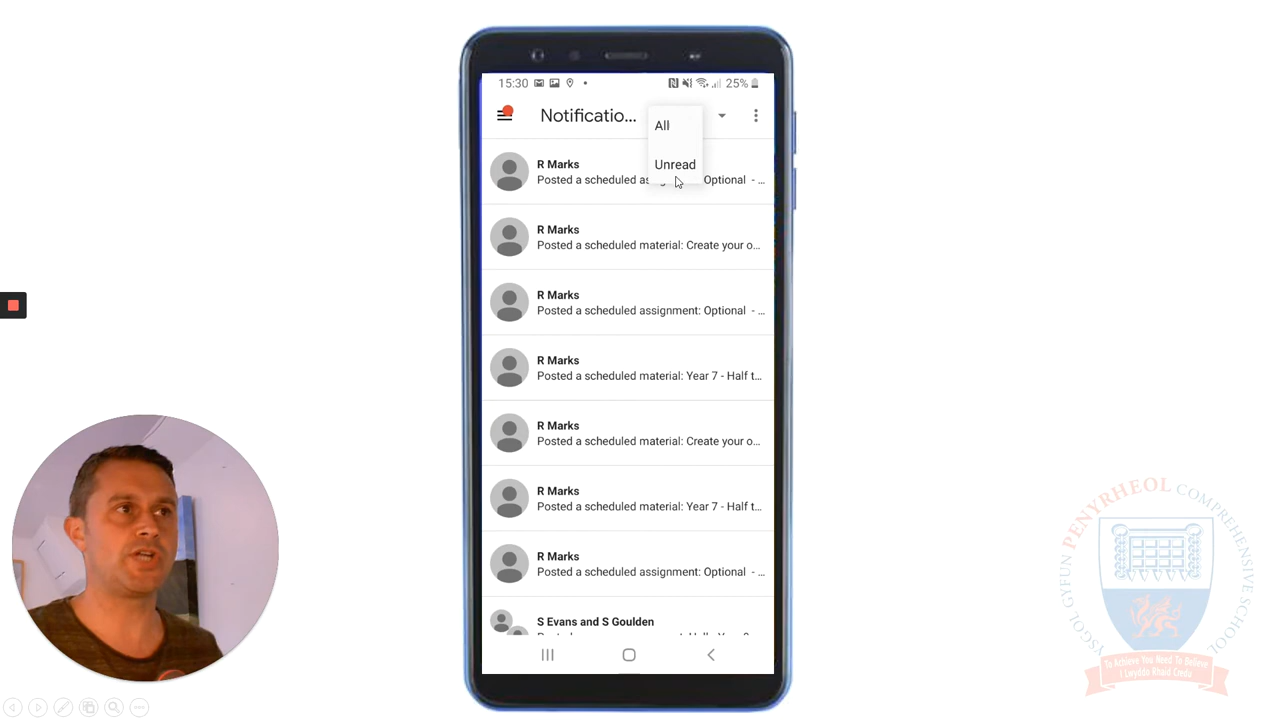 15:30
25%
Notificatio...
All
Unread
R Marks
Posted a scheduled as Optional - ...
R Marks
Posted a scheduled material: Create your o...
R Marks
Posted a scheduled assignment: Optional - ...
R Marks
Posted a scheduled material: Year 7 - Half t...
R Marks
Posted a scheduled material: Create your o...
R Marks
Posted a scheduled material: Year 7 - Half t...
R Marks
Posted a scheduled assignment: Optional - ...
S Evans and S Goulden
YSGOL GYFUN PENYRHEOL COMPREHENSIVE SCHOOL
To Achieve You Need To Believe
I Lwyddo Rhaid Credu